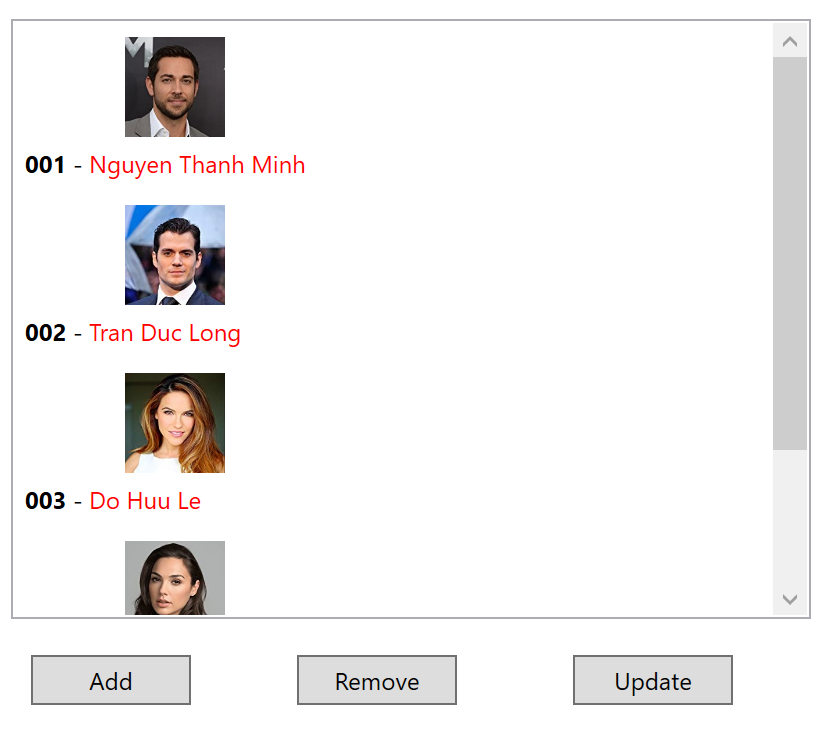 001 - Nguyen Thanh Minh
002 - Tran Duc Long
003 - Do Huu Le
Add Remove Update